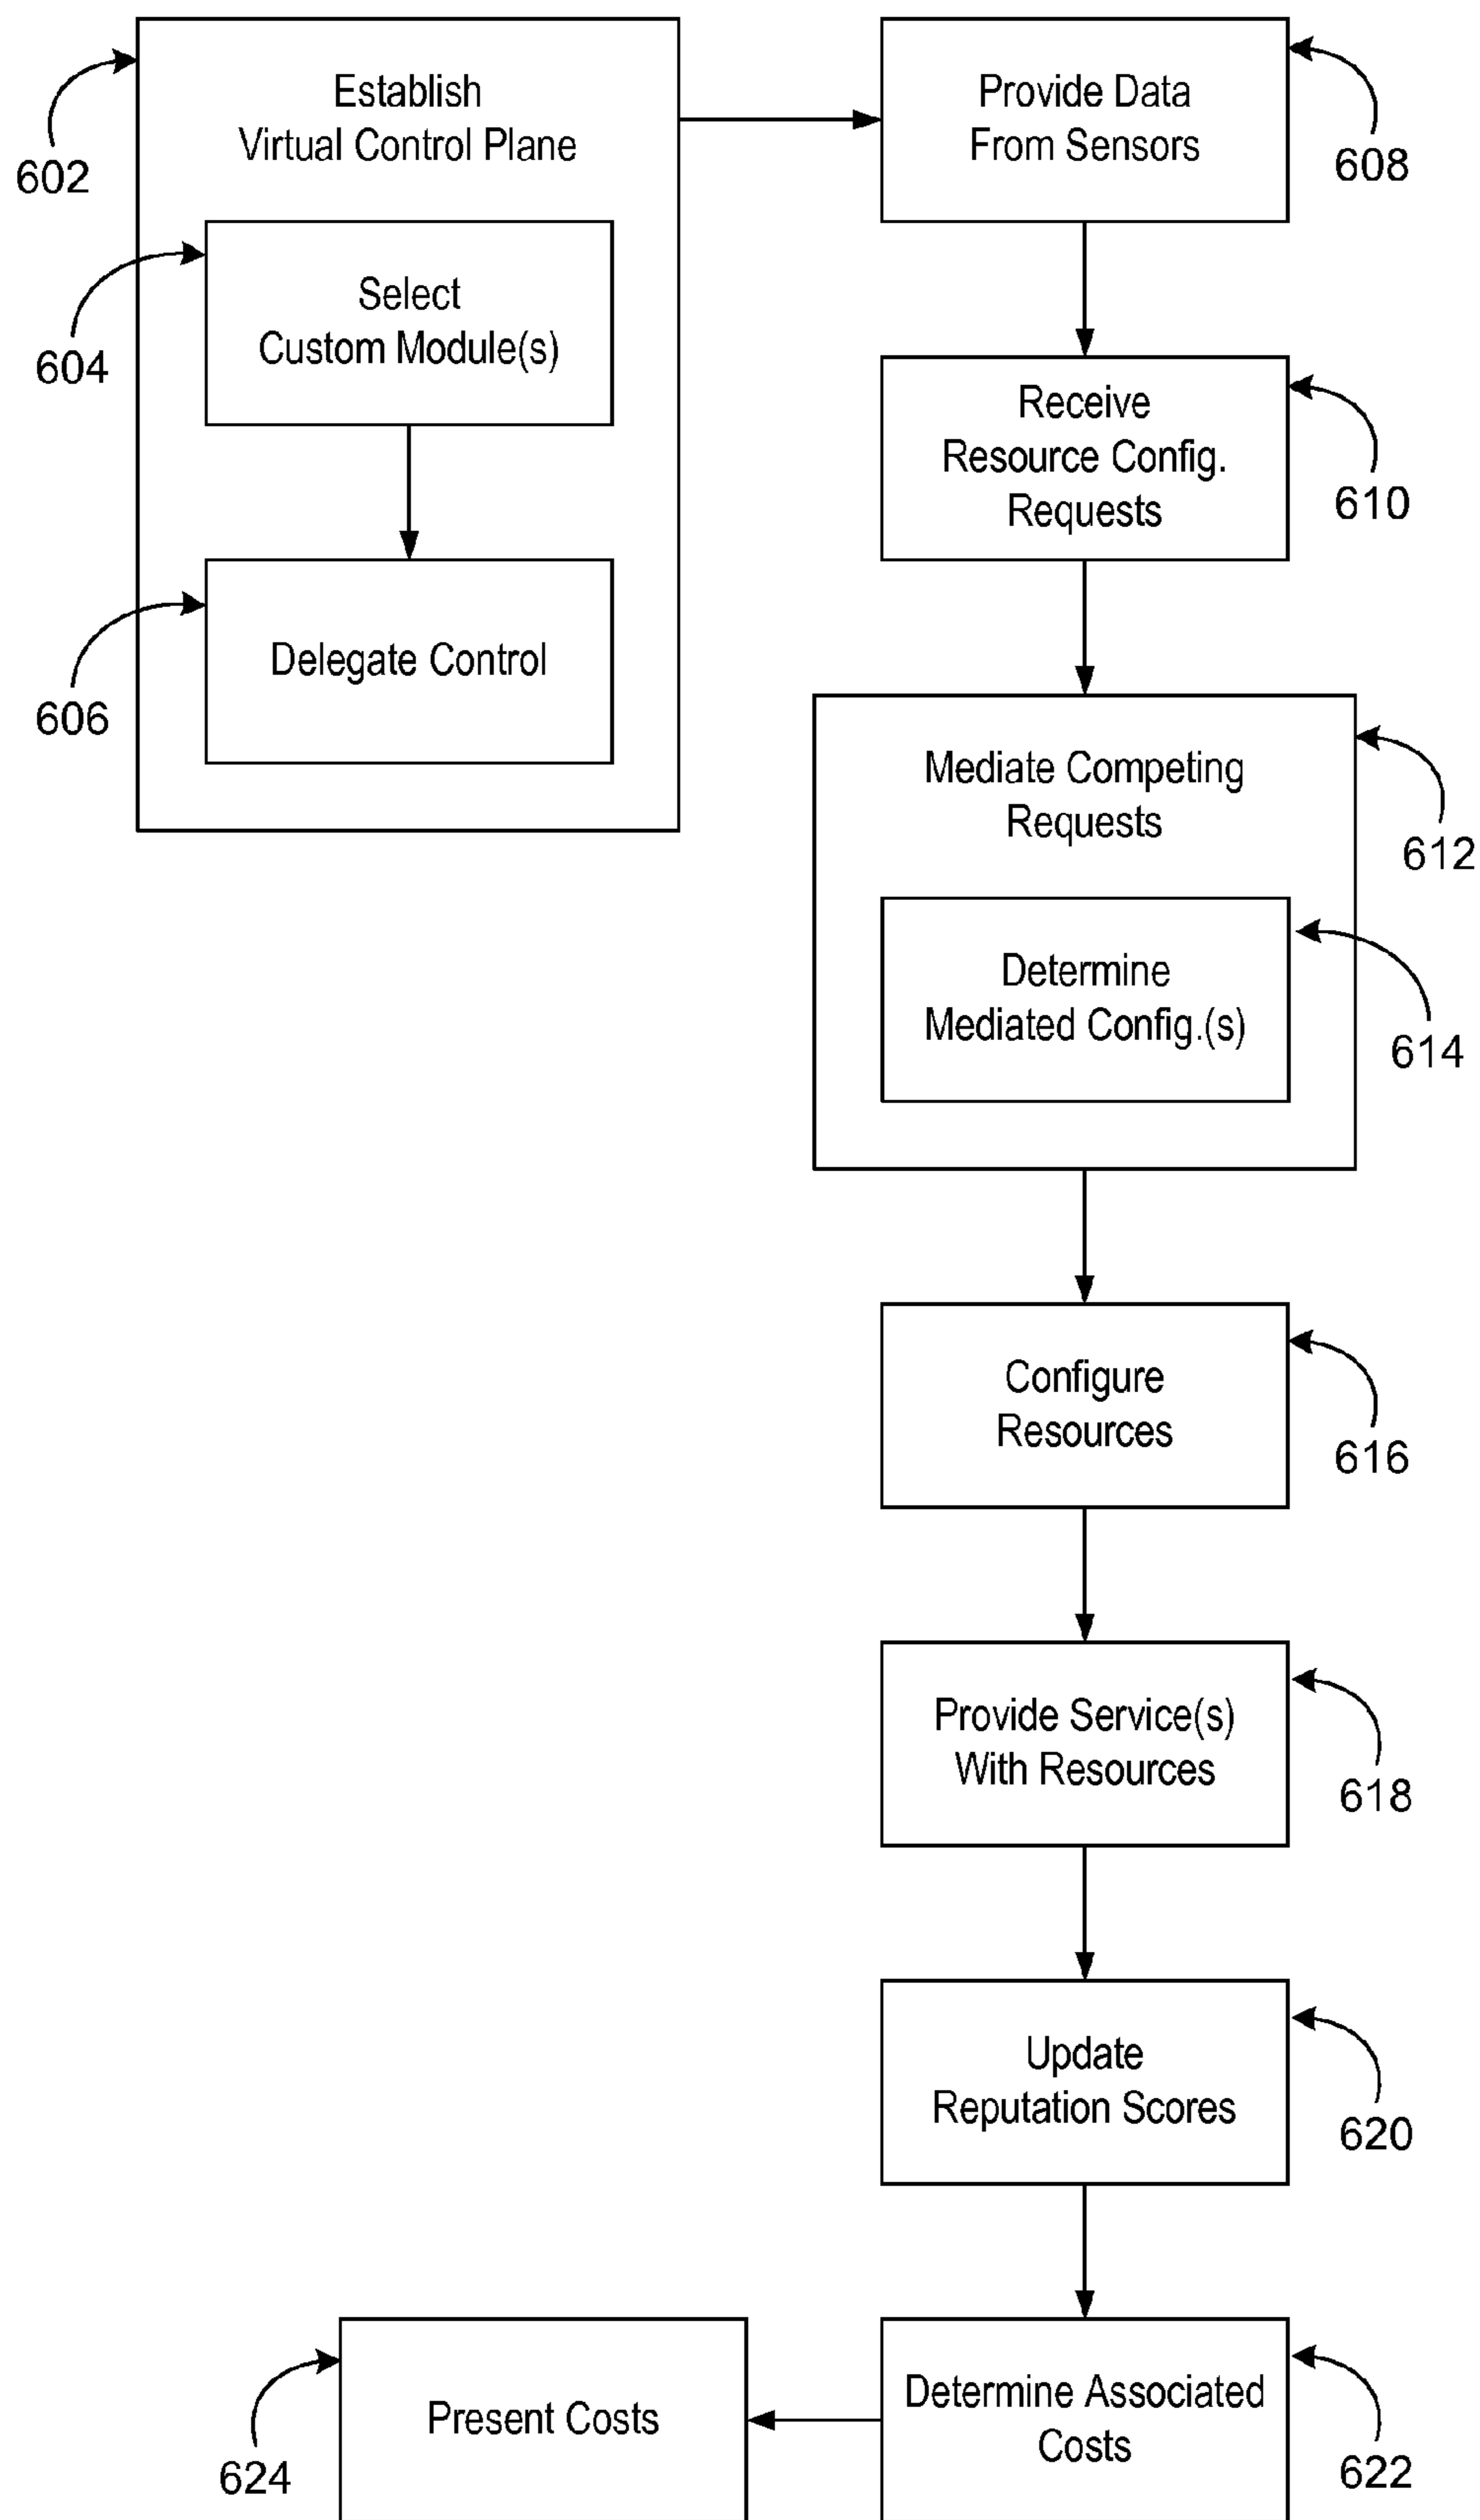 Establish
Virtual Control Plane
602
Select
Custom Module(s)
604
Delegate Control
606
Provide Data
From Sensors
608
Receive
Resource Config.
Requests
610
Mediate Competing
Requests
612
Determine
Mediated Config.(s)
614
Configure
Resources
616
Provide Service(s)
With Resources
618
Update
Reputation Scores
620
Determine Associated
Costs
622
Present Costs
624